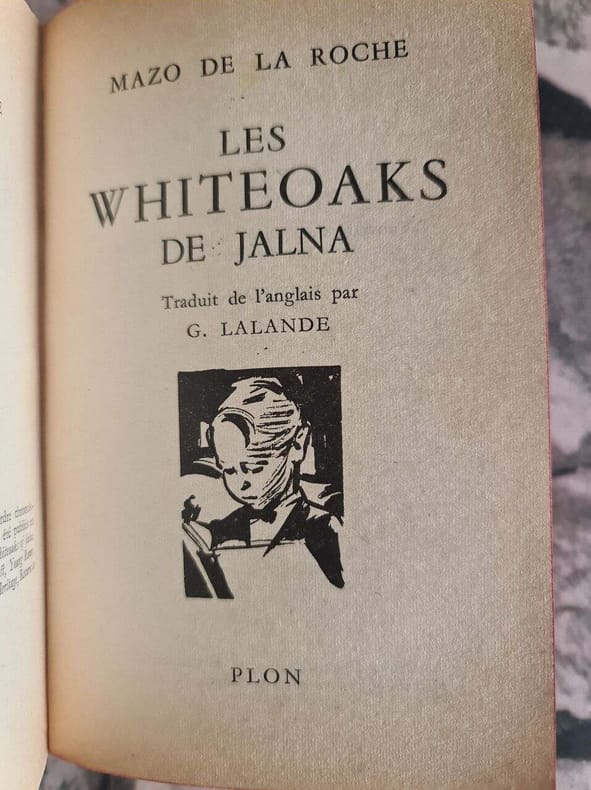 MAZO DE LA ROCHE
LES
WHITEOAKS
DE JALNA
Traduit de l'anglais par
G. LALANDE
PLON